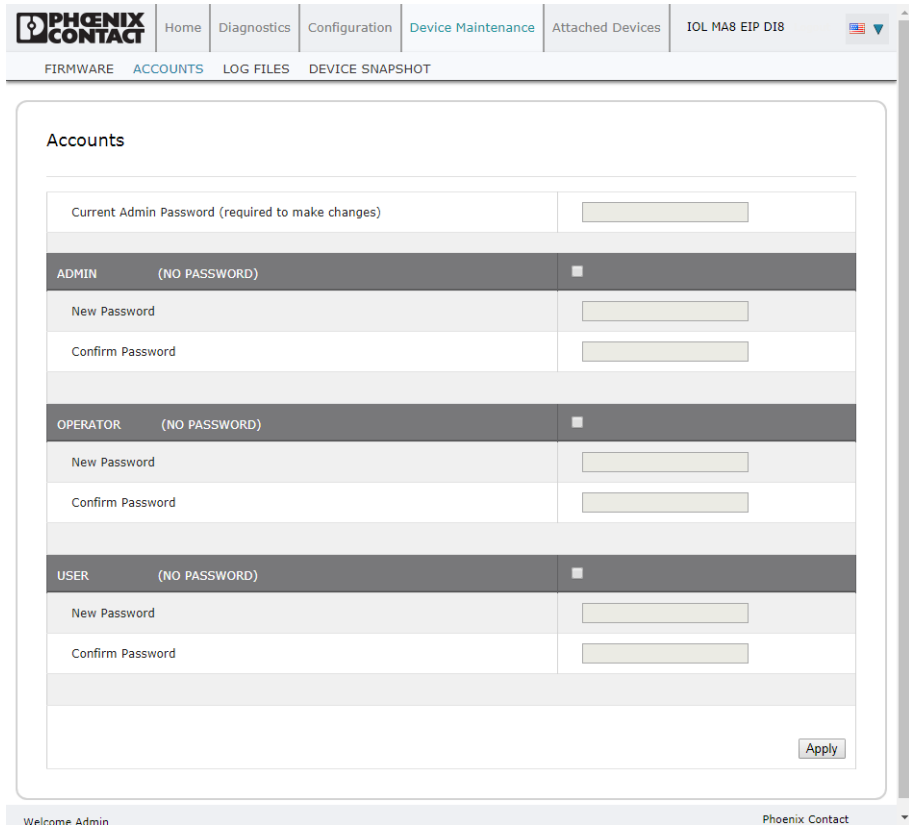 PHŒNIX
CONTACT
Home Diagnostics Configuration Device Maintenance Attached Devices IOL MA8 EIP DI8
FIRMWARE ACCOUNTS LOG FILES DEVICE SNAPSHOT
Accounts
Current Admin Password (required to make changes)
ADMIN (NO PASSWORD)
New Password
Confirm Password
OPERATOR (NO PASSWORD)
New Password
Confirm Password
USER (NO PASSWORD)
New Password
Confirm Password
Apply
Welcome Admin Phoenix Contact